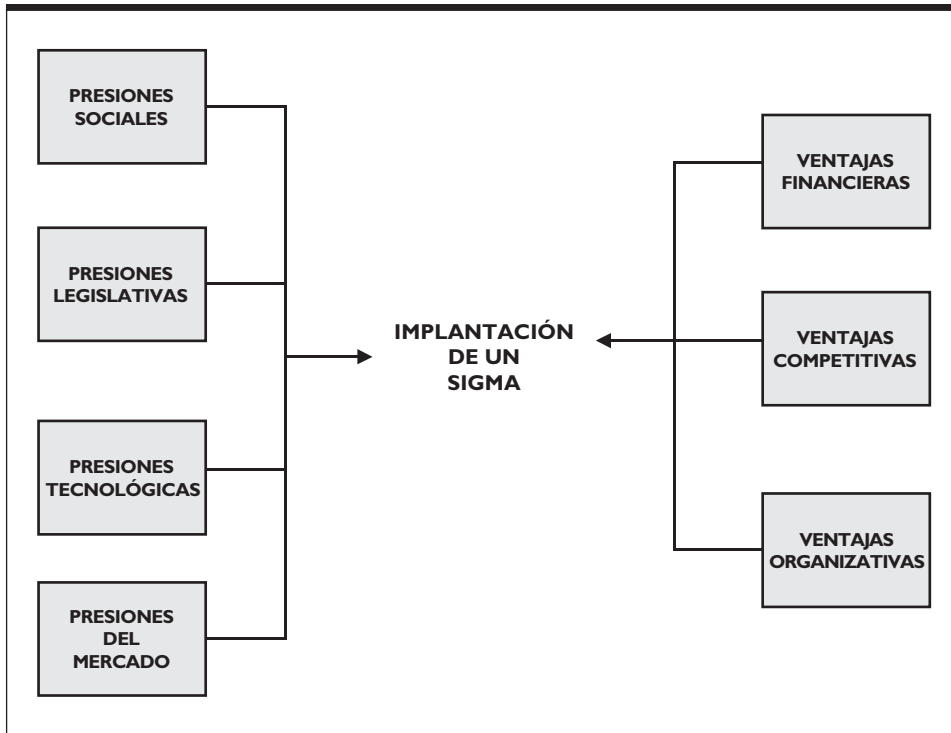 PRESIONES
SOCIALES
PRESIONES
LEGISLATIVAS
PRESIONES
TECNOLÓGICAS
PRESIONES
DEL
MERCADO
IMPLANTACIÓN
DE UN
SIGMA
VENTAJAS
FINANCIERAS
VENTAJAS
COMPETITIVAS
VENTAJAS
ORGANIZATIVAS